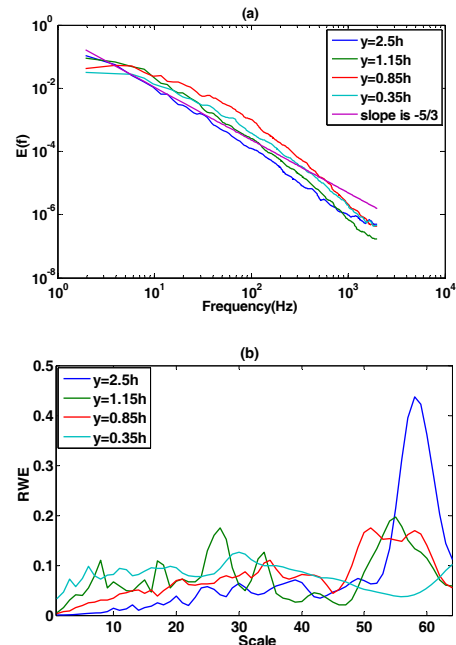 (a)
10^0
10^-2
10^-4
10^-6
10^-8
E(f)
y=2.5h
y=1.15h
y=0.85h
y=0.35h
slope is -5/3
10^0 10^1 10^2 10^3 10^4
Frequency(Hz)
(b)
0.5
0.4
0.3
0.2
0.1
0
RWE
y=2.5h
y=1.15h
y=0.85h
y=0.35h
10 20 30 40 50 60
Scale